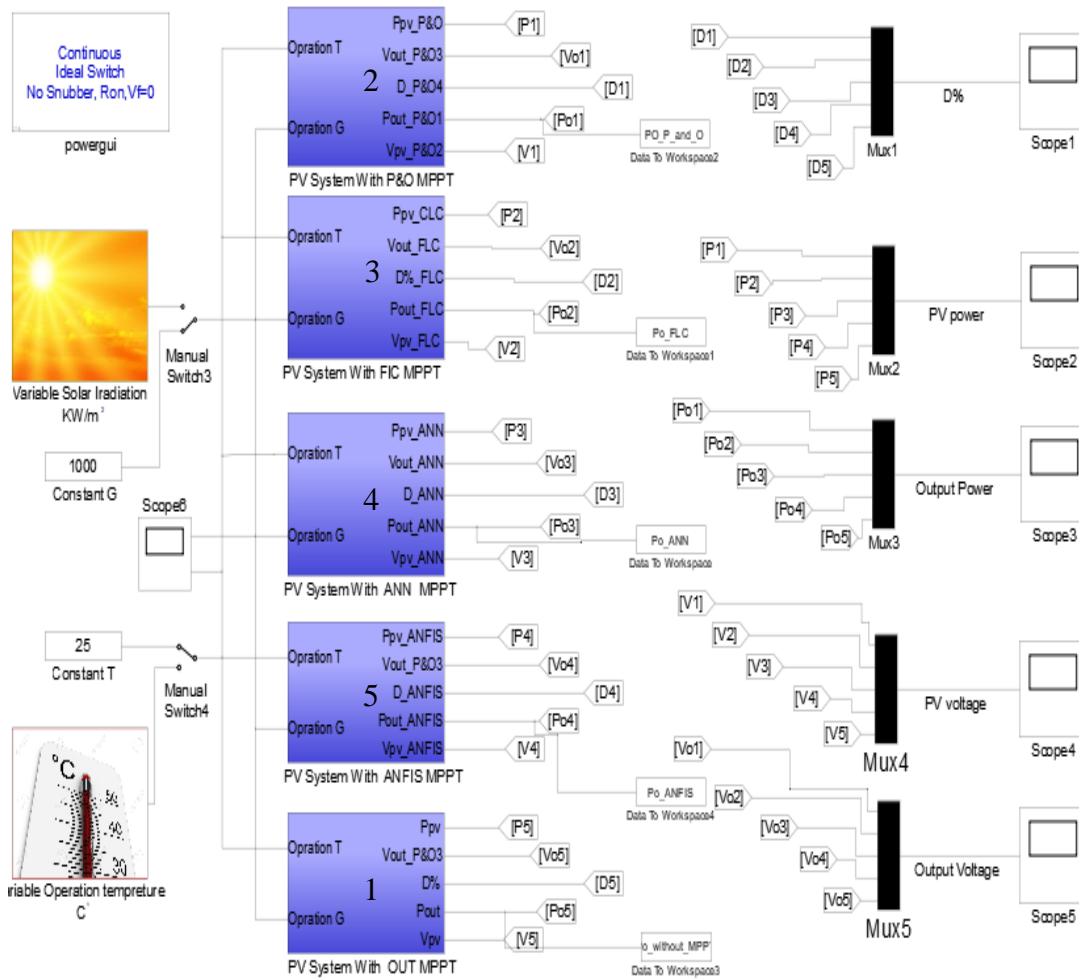 Continuous
Ideal Switch
No Snubber, Ron,Vf=0
powergui
Variable Solar Irradiation
KW/m²
1000
Constant G
Manual
Switch3
Scope6
25
Constant T
Manual
Switch4
°C
50
40
30
riable Operation tempreture
C°
Opration T
Opration G
2
Ppv_P&O
Vout_P&O3
D_P&O4
Pout_P&O1
Vpv_P&O2
PV System With P&O MPPT
[P1]
[Vo1]
[D1]
[Po1]
[V1]
PO_P_and_O
Data To Workspace2
Opration T
Opration G
3
Ppv_CLC
Vout_FLC
D%_FLC
Pout_FLC
Vpv_FLC
PV System With FIC MPPT
[P2]
[Vo2]
[D2]
[Po2]
[V2]
Po_FLC
Data To Workspace1
Opration T
Opration G
4
Ppv_ANN
Vout_ANN
D_ANN
Pout_ANN
Vpv_ANN
PV System With ANN MPPT
[P3]
[Vo3]
[D3]
[Po3]
[V3]
Po_ANN
Data To Workspace
Opration T
Opration G
5
Ppv_ANFIS
Vout_P&O3
D_ANFIS
Pout_ANFIS
Vpv_ANFIS
PV System With ANFIS MPPT
[P4]
[Vo4]
[D4]
[Po4]
[V4]
Po_ANFIS
Data To Workspace4
Opration T
Opration G
1
Ppv
Vout_P&O3
D%
Pout
Vpv
PV System With OUT MPPT
[P5]
[Vo5]
[D5]
[Po5]
[V5]
o_without_MPP
Data To Workspace3
[D1]
[D2]
[D3]
[D4]
[D5]
Mux1
D%
Scope1
[P1]
[P2]
[P3]
[P4]
[P5]
Mux2
PV power
Scope2
[Po1]
[Po2]
[Po3]
[Po4]
[Po5]
Mux3
Output Power
Scope3
[V1]
[V2]
[V3]
[V4]
[V5]
Mux4
PV voltage
Scope4
[Vo1]
[Vo2]
[Vo3]
[Vo4]
[Vo5]
Mux5
Output Voltage
Scope5